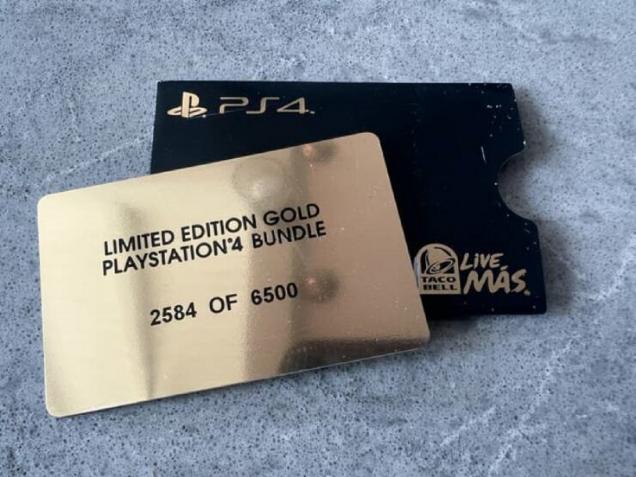 PS4
LIMITED EDITION GOLD
PLAYSTATION®4 BUNDLE
2584 OF 6500
TACO
BELL
LIVE
MÁS